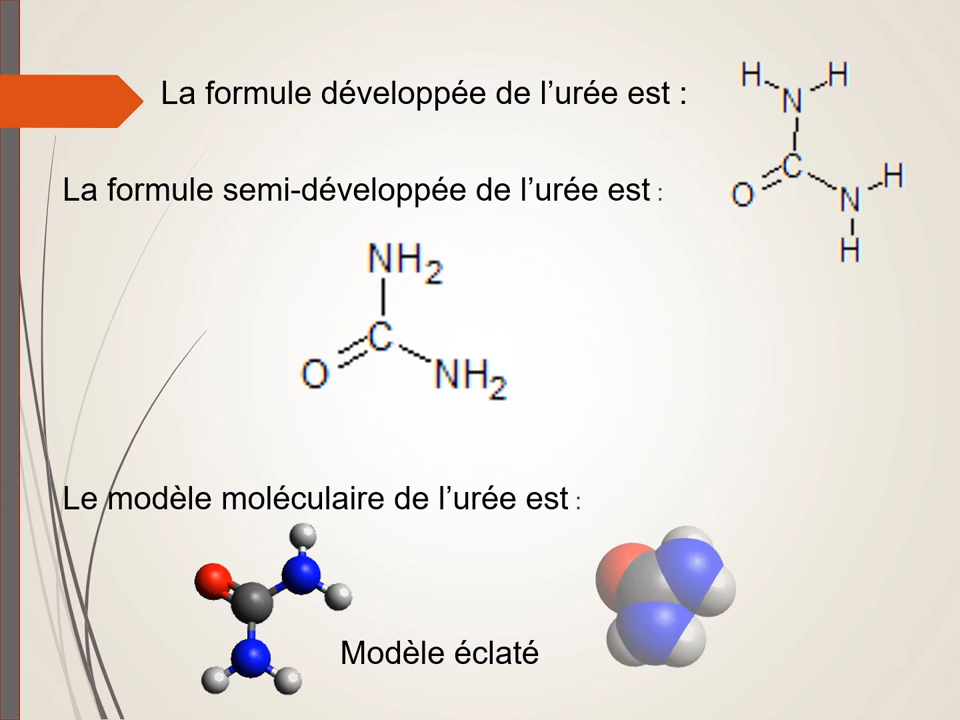 La formule développée de l’urée est :
H H
N
C
O N H
H
La formule semi-développée de l’urée est :
NH₂
C
O NH₂
Le modèle moléculaire de l’urée est :
Modèle éclaté